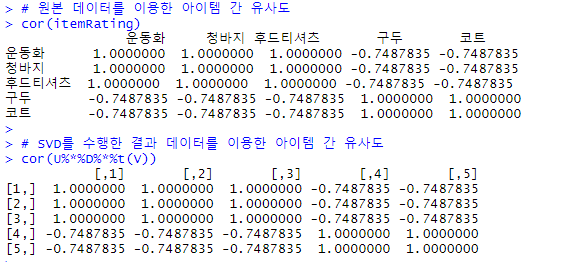 > # 원본 데이터를 이용한 아이템 간 유사도
> cor(itemRating)
운동화 청바지 후드티셔츠 구두 코트
운동화 1.0000000 1.0000000 1.0000000 -0.7487835 -0.7487835
청바지 1.0000000 1.0000000 1.0000000 -0.7487835 -0.7487835
후드티셔츠 1.0000000 1.0000000 1.0000000 -0.7487835 -0.7487835
구두 -0.7487835 -0.7487835 -0.7487835 1.0000000 1.0000000
코트 -0.7487835 -0.7487835 -0.7487835 1.0000000 1.0000000
>
> # SVD를 수행한 결과 데이터를 이용한 아이템 간 유사도
> cor(U%*%D%*%t(V))
[,1] [,2] [,3] [,4] [,5]
[1,] 1.0000000 1.0000000 1.0000000 -0.7487835 -0.7487835
[2,] 1.0000000 1.0000000 1.0000000 -0.7487835 -0.7487835
[3,] 1.0000000 1.0000000 1.0000000 -0.7487835 -0.7487835
[4,] -0.7487835 -0.7487835 -0.7487835 1.0000000 1.0000000
[5,] -0.7487835 -0.7487835 -0.7487835 1.0000000 1.0000000